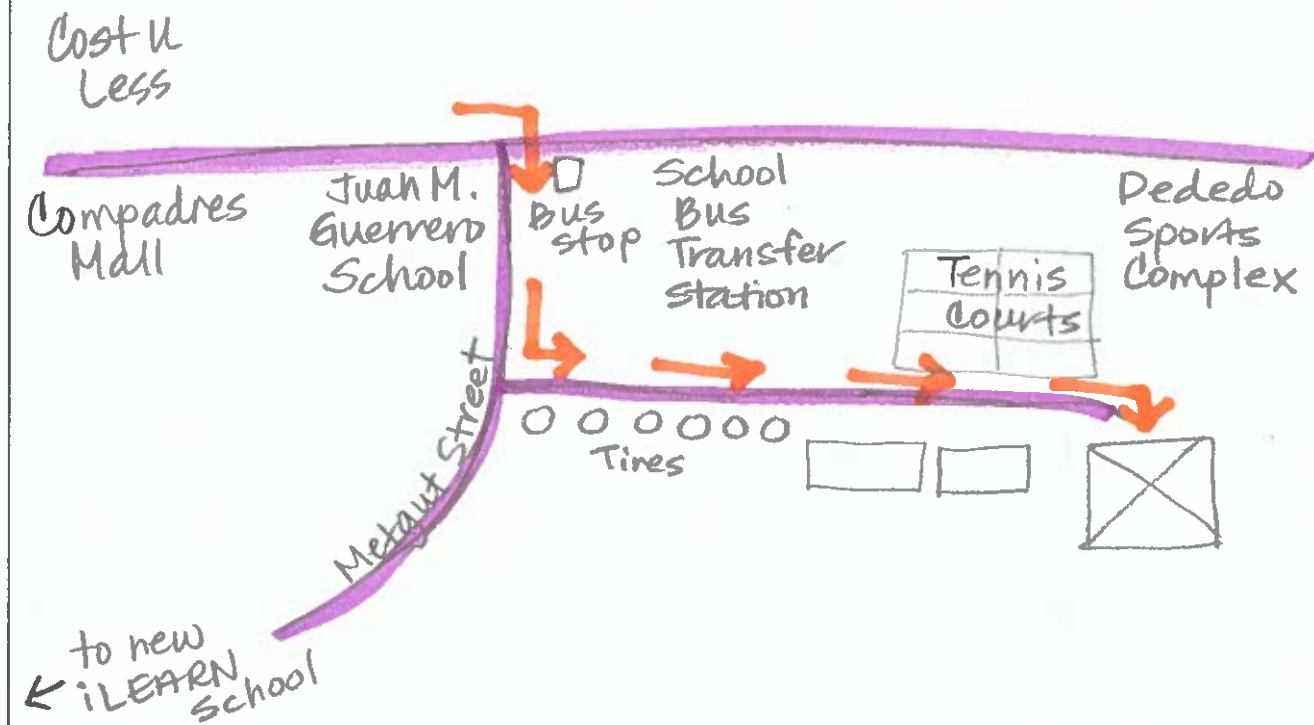 Cost U
Less
Compadres
Mall
Juan M.
Guerrero
School
Bus
Stop
School
Bus
Transfer
Station
Tennis
Courts
Dededo
Sports
Complex
Metgut Street
Tires
to new
iLEARN
School